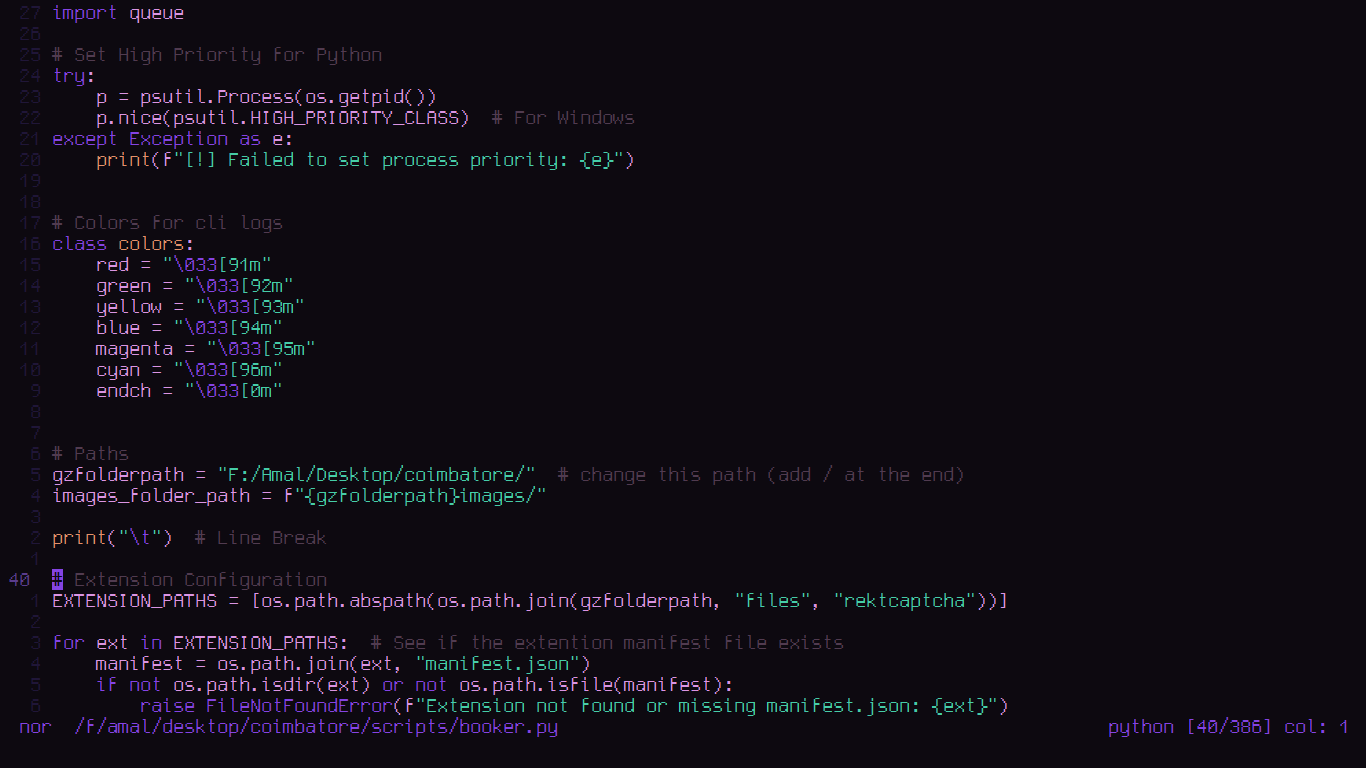 27 import queue
26
25 # Set High Priority for Python
24 try:
23     p = psutil.Process(os.getpid())
22     p.nice(psutil.HIGH_PRIORITY_CLASS)  # For Windows
21 except Exception as e:
20     print(f"[!] Failed to set process priority: {e}")
19
18
17 # Colors for cli logs
16 class colors:
15     red = "\033[91m"
14     green = "\033[92m"
13     yellow = "\033[93m"
12     blue = "\033[94m"
11     magenta = "\033[95m"
10     cyan = "\033[96m"
9     endch = "\033[0m"
8
7
6 # Paths
5 gzfolderpath = "F:/Amal/Desktop/coimbatore/"  # change this path (add / at the end)
4 images_folder_path = f"{gzfolderpath}images/"
3
2 print("\t")  # Line Break
1
40 # Extension Configuration
1 EXTENSION_PATHS = [os.path.abspath(os.path.join(gzfolderpath, "files", "rektcaptcha"))]
2
3 for ext in EXTENSION_PATHS:  # See if the extention manifest file exists
4     manifest = os.path.join(ext, "manifest.json")
5     if not os.path.isdir(ext) or not os.path.isfile(manifest):
6         raise FileNotFoundError(f"Extension not found or missing manifest.json: {ext}")
nor  /f/amal/desktop/coimbatore/scripts/booker.py  python [40/386] col: 1